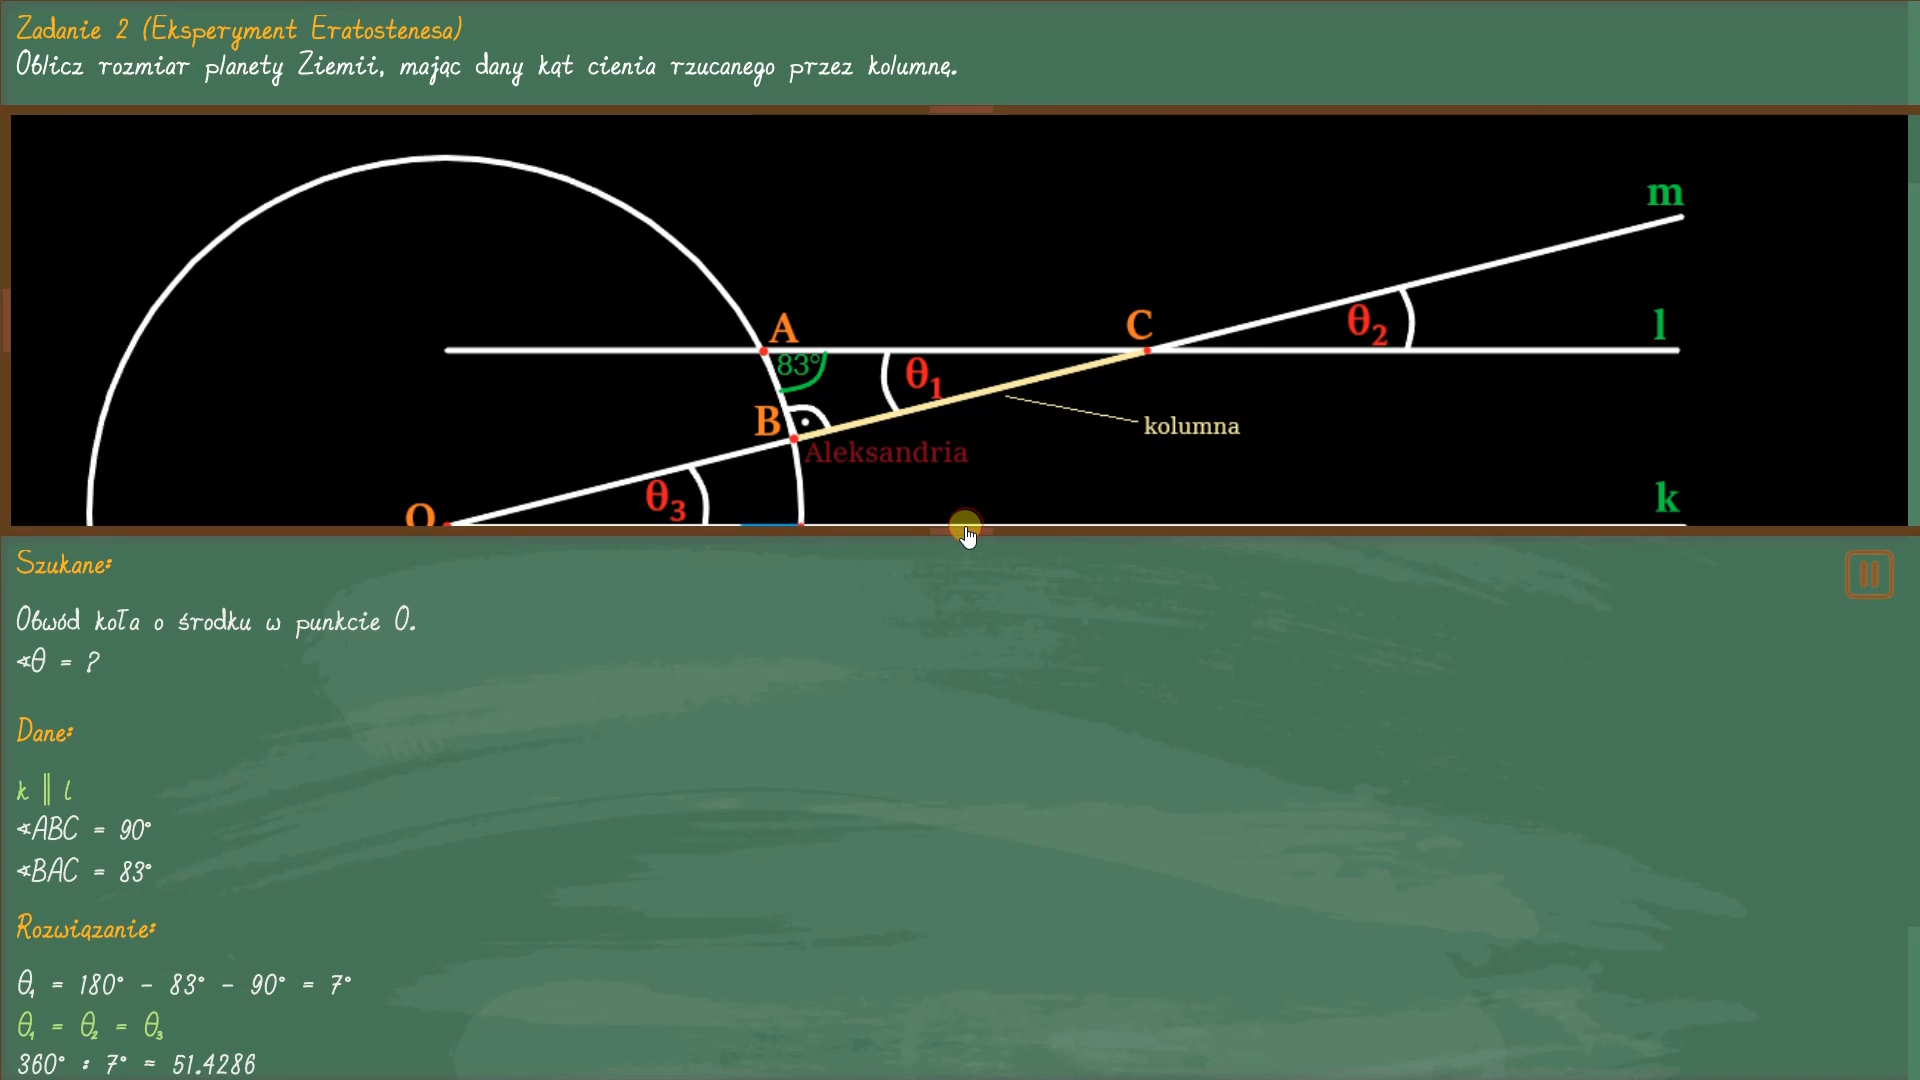 Zadanie 2 (Eksperyment Eratostenesa)
Oblicz rozmiar planety Ziemii, mając dany kąt cienia rzucanego przez kolumnę.
m
A
C
θ₂
l
83°
θ₁
B
kolumna
Aleksandria
θ₃
k
O
Szukane:
Obwód koła o środku w punkcie O.
∢θ = ?
Dane:
k ∥ l
∢ABC = 90°
∢BAC = 83°
Rozwiązanie:
θ₁ = 180° - 83° - 90° = 7°
θ₁ = θ₂ = θ₃
360° : 7° ≈ 51.4286